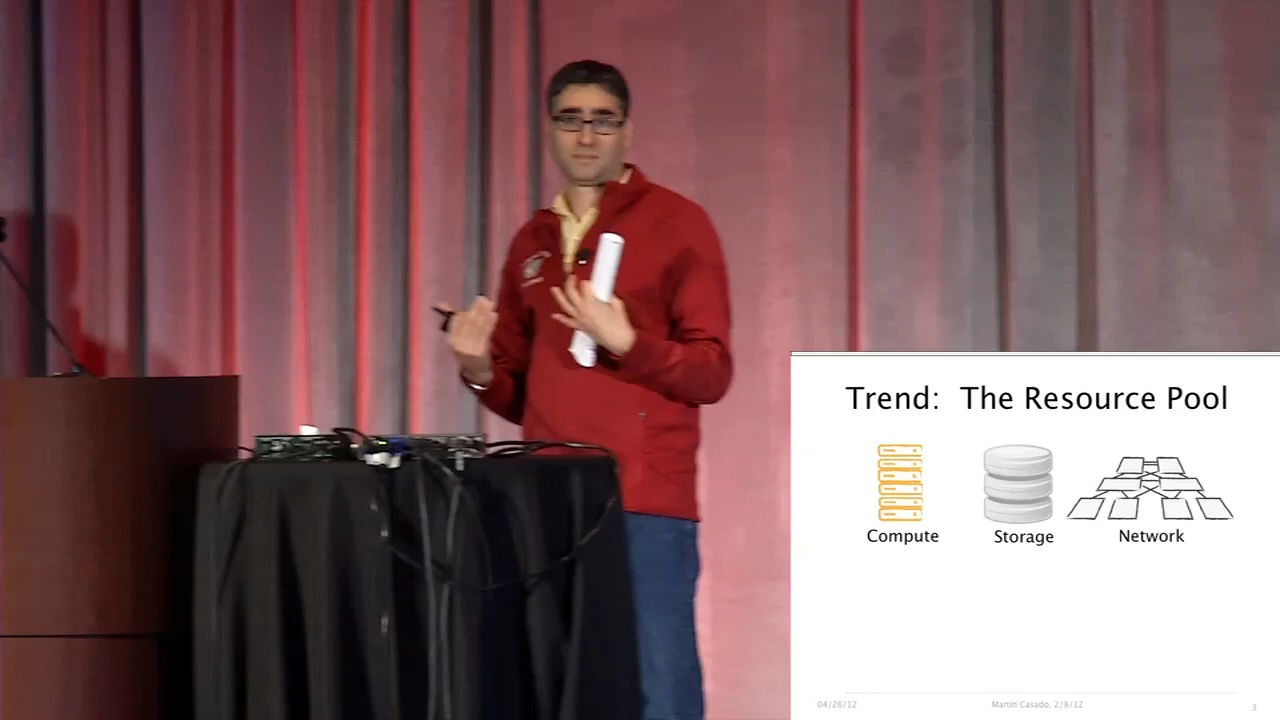 Trend: The Resource Pool
Compute
Storage
Network
04/26/12
Martin Casado, 2/8/12
3